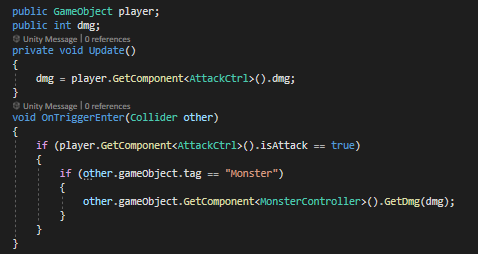 public GameObject player;
public int dmg;
Unity Message | 0 references
private void Update()
{
dmg = player.GetComponent<AttackCtrl>().dmg;
}
Unity Message | 0 references
void OnTriggerEnter(Collider other)
{
if (player.GetComponent<AttackCtrl>().isAttack == true)
{
if (other.gameObject.tag == "Monster")
{
other.gameObject.GetComponent<MonsterController>().GetDmg(dmg);
}
}
}